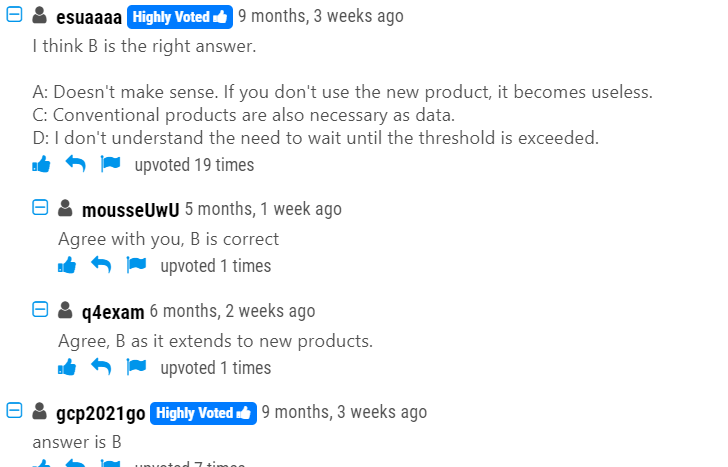 esuaaaa Highly Voted 9 months, 3 weeks ago
I think B is the right answer.
A: Doesn't make sense. If you don't use the new product, it becomes useless.
C: Conventional products are also necessary as data.
D: I don't understand the need to wait until the threshold is exceeded.
upvoted 19 times
mousseUwU 5 months, 1 week ago
Agree with you, B is correct
upvoted 1 times
q4exam 6 months, 2 weeks ago
Agree, B as it extends to new products.
upvoted 1 times
gcp2021go Highly Voted 9 months, 3 weeks ago
answer is B
upvoted 7 times